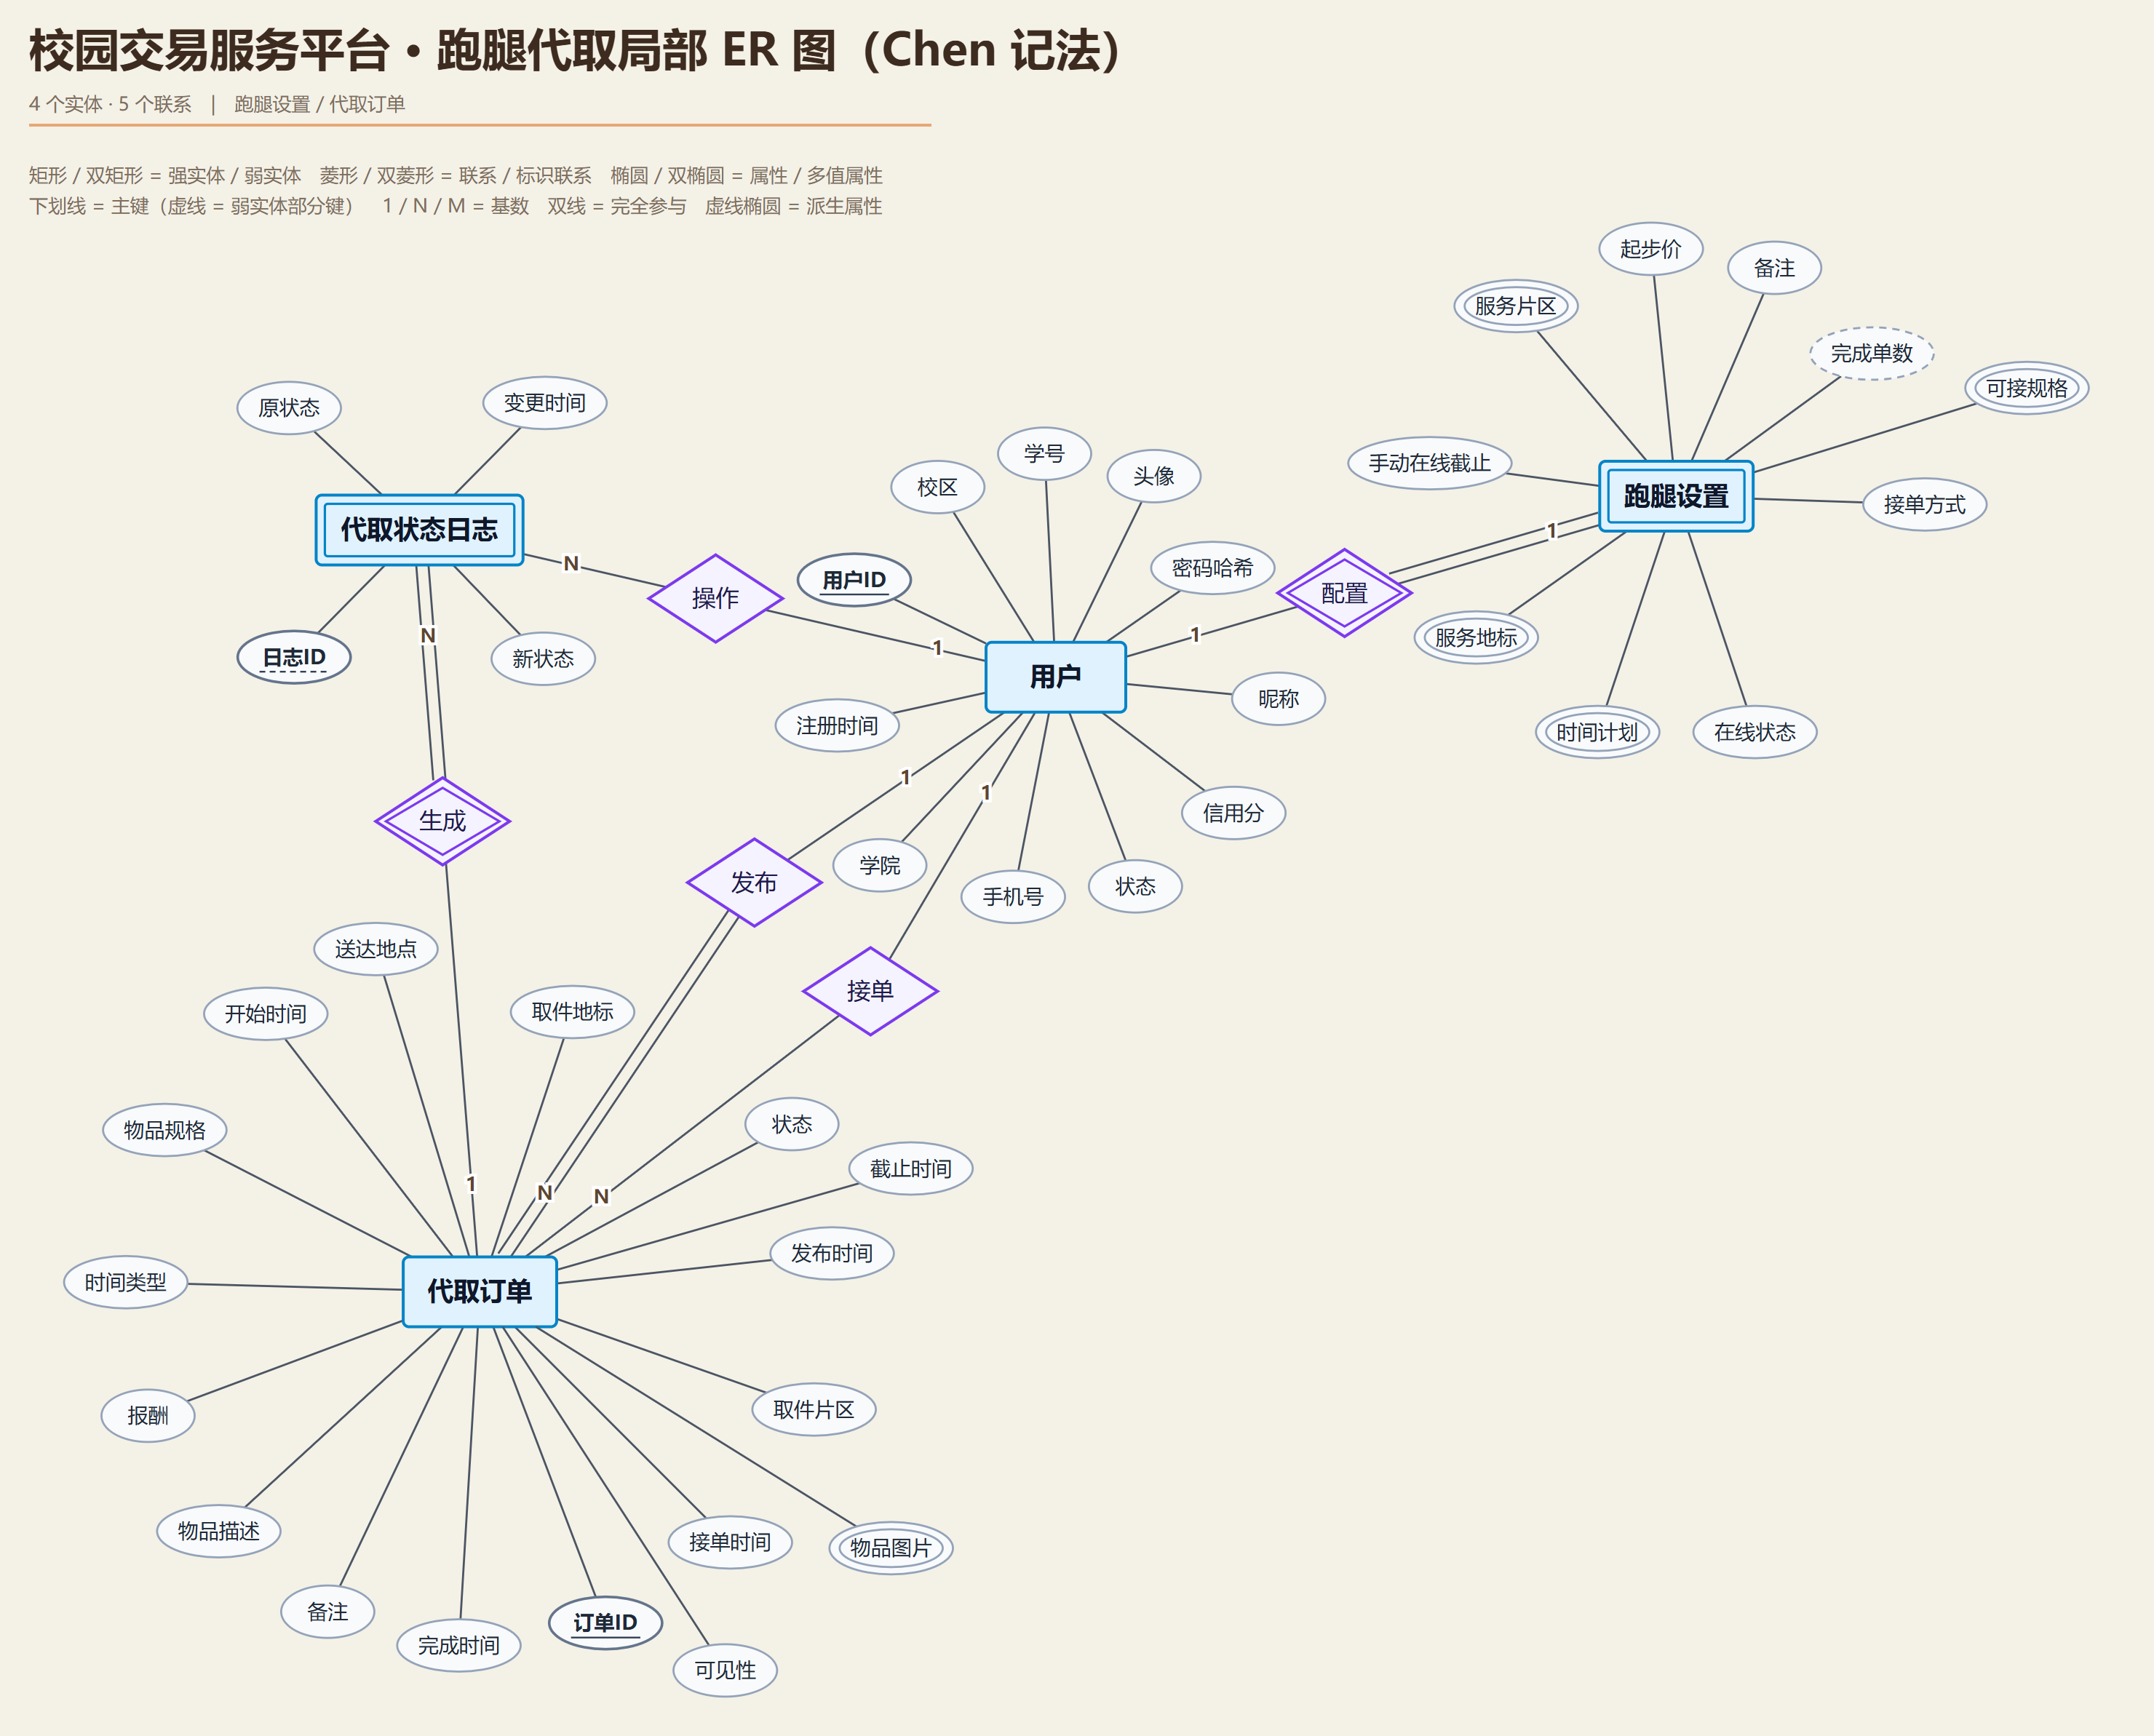 校园交易服务平台 · 跑腿代取局部 ER 图（Chen 记法）
4 个实体 · 5 个联系 | 跑腿设置 / 代取订单
矩形 / 双矩形 = 强实体 / 弱实体 菱形 / 双菱形 = 联系 / 标识联系 椭圆 / 双椭圆 = 属性 / 多值属性
下划线 = 主键（虚线 = 弱实体部分键） 1 / N / M = 基数 双线 = 完全参与 虚线椭圆 = 派生属性
起步价
备注
服务片区
完成单数
可接规格
原状态
变更时间
学号
手动在线截止
头像
校区
跑腿设置
接单方式
代取状态日志
1
N
密码哈希
用户ID
配置
操作
N
1
服务地标
1
日志ID
新状态
用户
昵称
注册时间
时间计划
在线状态
1
1
信用分
生成
学院
发布
状态
手机号
送达地点
接单
取件地标
开始时间
状态
物品规格
截止时间
1
N
N
发布时间
时间类型
代取订单
取件片区
报酬
物品描述
接单时间
物品图片
备注
订单ID
完成时间
可见性